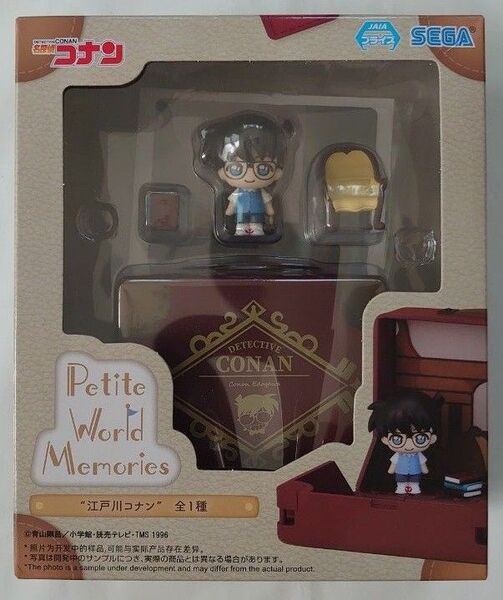 DETECTIVE CONAN
名探偵コナン
JAIA
プライズ
SEGA
DETECTIVE
CONAN
Conan Edogawa
Petite
World
Memories
"江戸川コナン" 全1種
©青山剛昌／小学館・読売テレビ・TMS 1996
*照片为开发中的样品,可能与实际产品存在差异。
*写真は開発中のサンプルにつき、実際の商品とは異なる場合があります。
*The photo is a sample under development and may differ from the actual product.